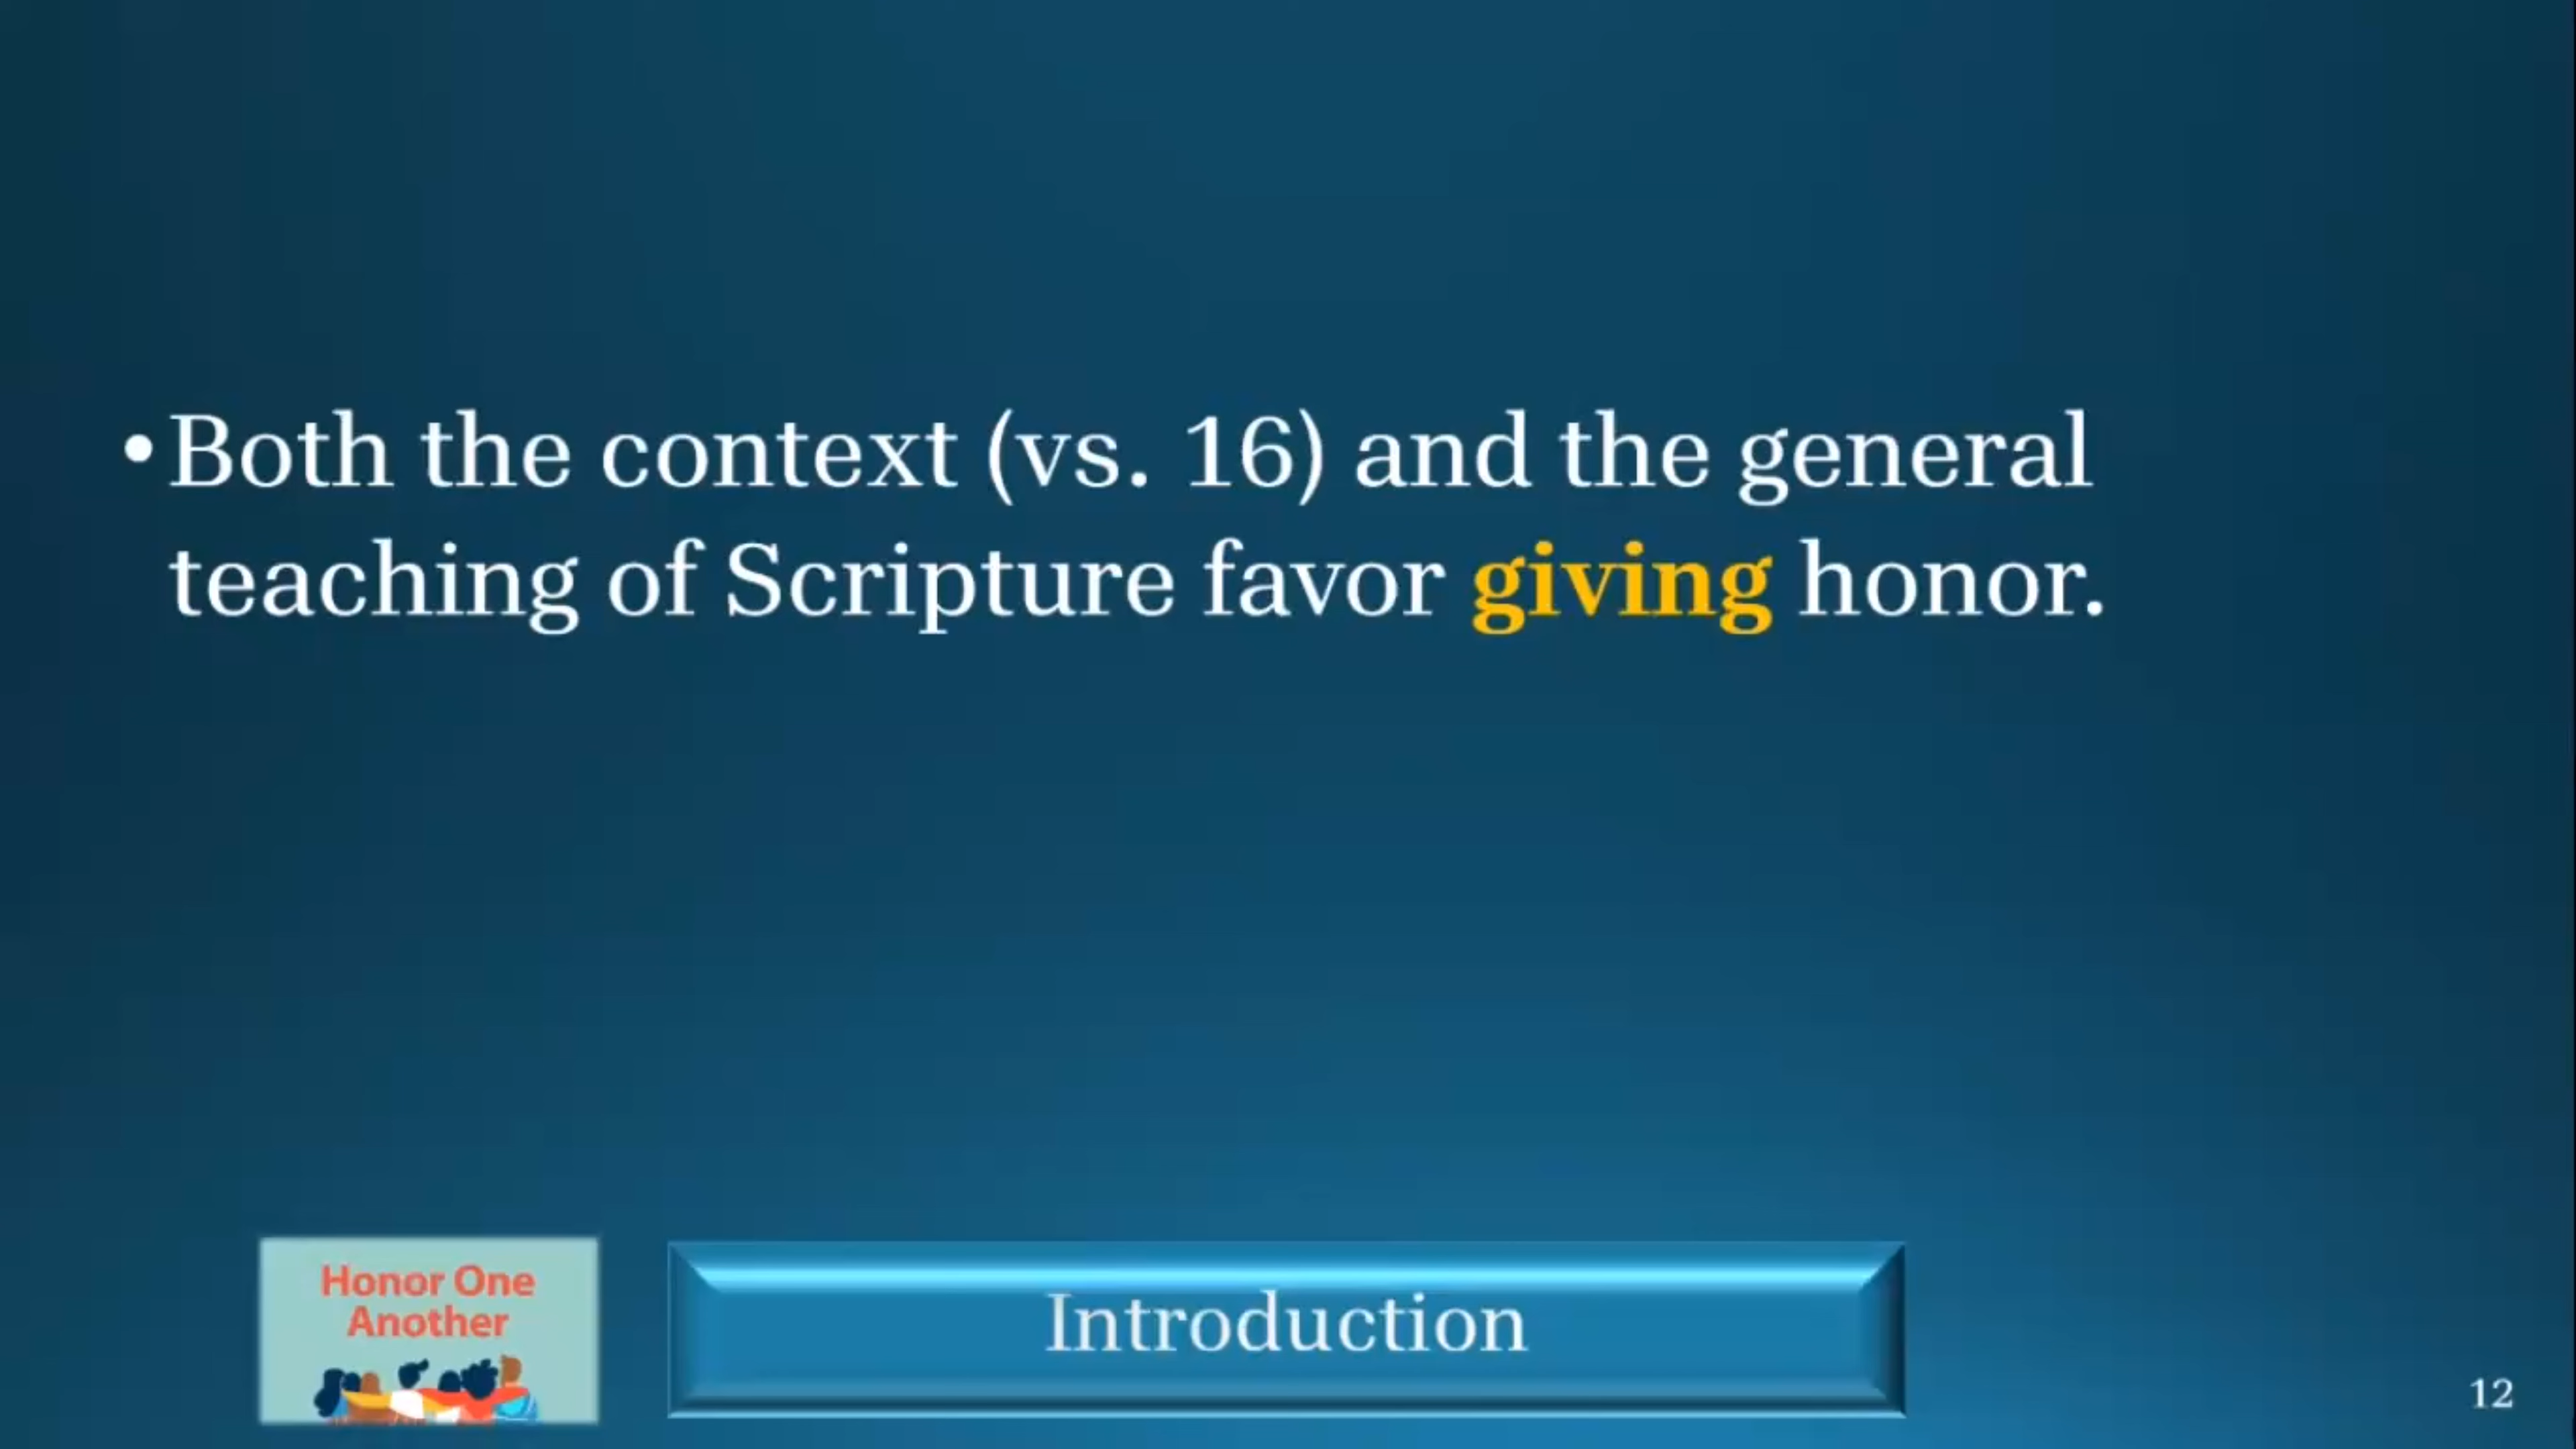 •Both the context (vs. 16) and the general
teaching of Scripture favor giving honor.
Honor One
Another
Introduction
12